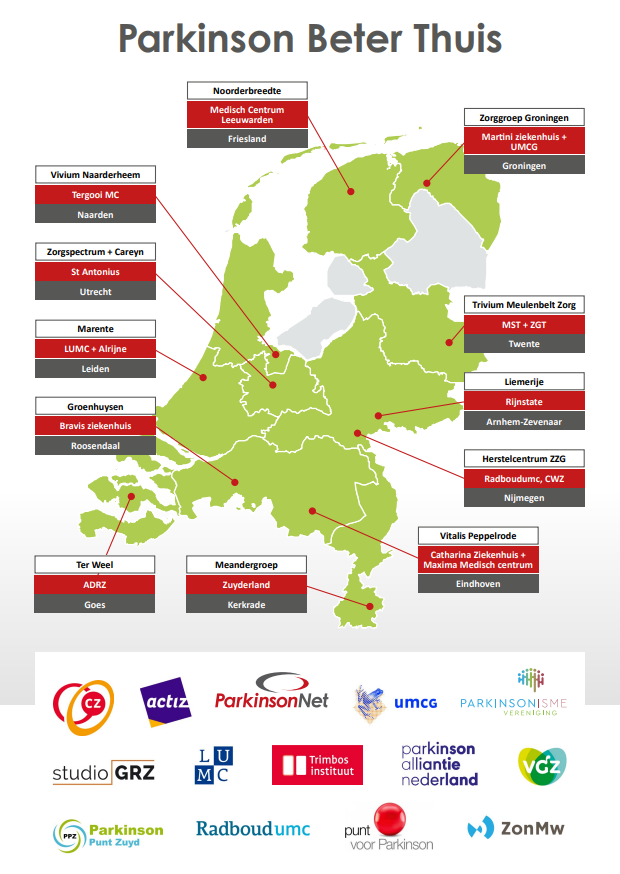 Parkinson Beter Thuis
Noorderbreedte
Medisch Centrum
Leeuwarden
Friesland
Zorggroep Groningen
Martini ziekenhuis +
UMCG
Groningen
Vivium Naarderheem
Tergooi MC
Naarden
Zorgspectrum + Careyn
St Antonius
Utrecht
Marente
LUMC + Alrijne
Leiden
Groenhuysen
Bravis ziekenhuis
Roosendaal
Trivium Meulenbelt Zorg
MST + ZGT
Twente
Liemerije
Rijnstate
Arnhem-Zevenaar
Herstelcentrum ZZG
Radboudumc, CWZ
Nijmegen
Vitalis Peppelrode
Catharina Ziekenhuis +
Maxima Medisch centrum
Eindhoven
Ter Weel
ADRZ
Goes
Meandergroep
Zuyderland
Kerkrade
CZ
actiz
ParkinsonNet
umcg
PARKINSONISME
VERENIGING
studio GRZ
LU
MC
Trimbos
instituut
parkinson
alliantie
nederland
VGZ
PPZ
Parkinson
Punt Zuyd
Radboudumc
punt
voor Parkinson
ZonMw